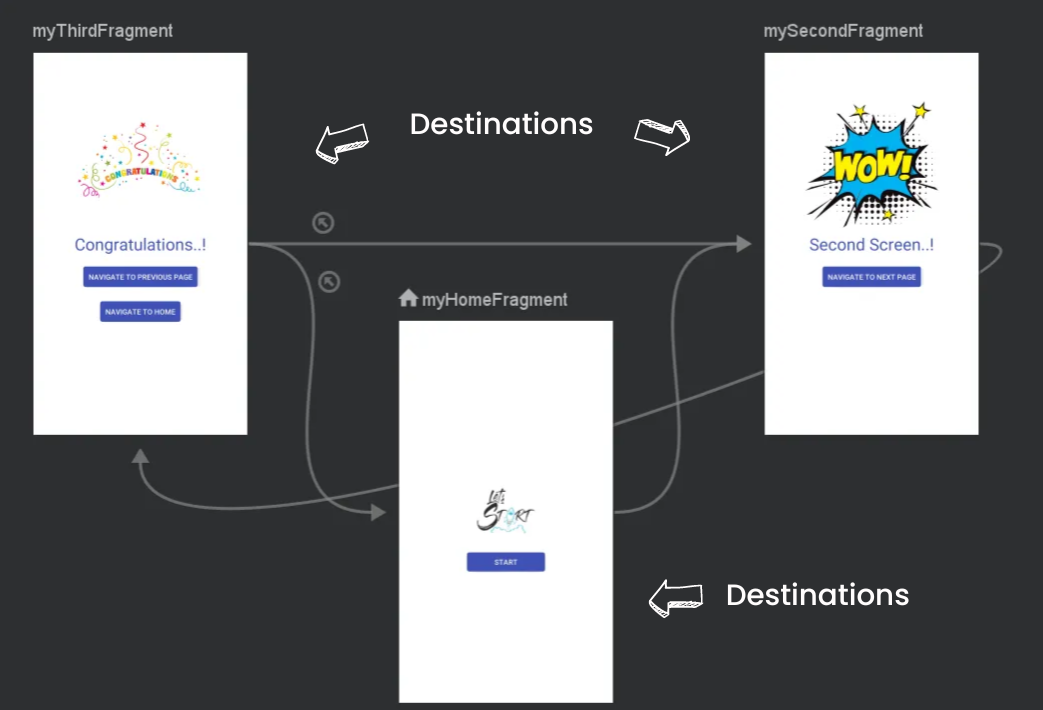 myThirdFragment
mySecondFragment
Destinations
CONGRATULATIONS
WOW!
Congratulations..!
Second Screen..!
NAVIGATE TO PREVIOUS PAGE
NAVIGATE TO NEXT PAGE
NAVIGATE TO HOME
myHomeFragment
Let's
START
START
Destinations